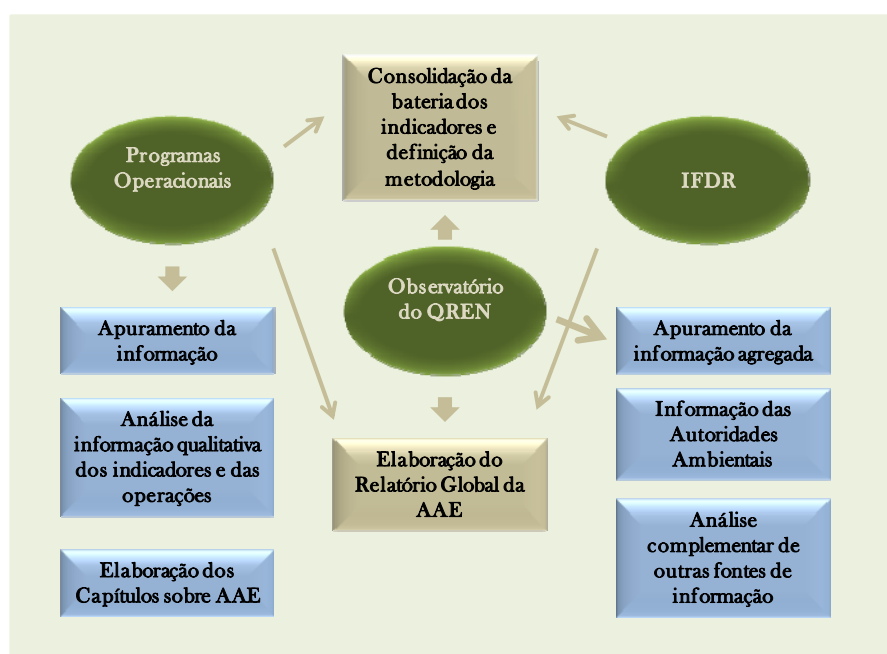 Consolidação da
bateria dos
indicadores e
definição da
metodologia
Programas
Operacionais
IFDR
Observatório
do QREN
Apuramento da
informação
Análise da
informação qualitativa
dos indicadores e das
operações
Elaboração dos
Capítulos sobre AAE
Elaboração do
Relatório Global da
AAE
Apuramento da
informação agregada
Informação das
Autoridades
Ambientais
Análise
complementar de
outras fontes de
informação